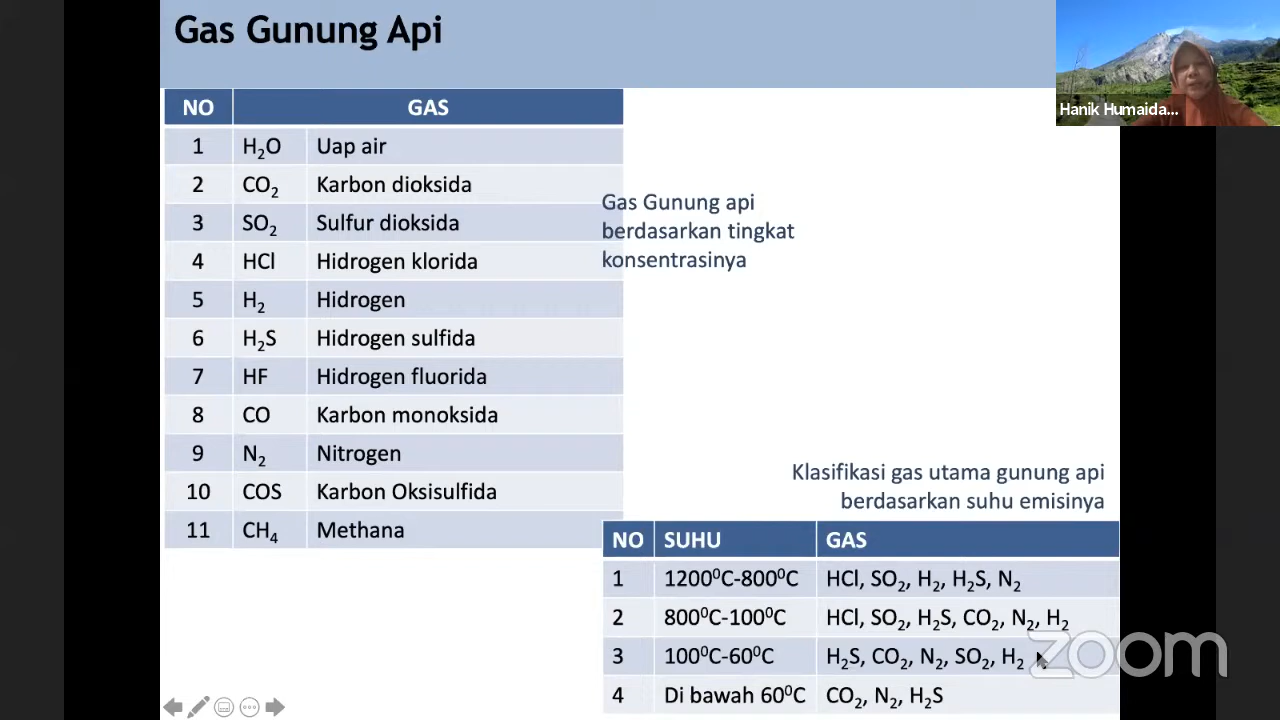 Gas Gunung Api
Hanik Humaida...
NO GAS
1 H₂O Uap air
2 CO₂ Karbon dioksida
3 SO₂ Sulfur dioksida
4 HCl Hidrogen klorida
5 H₂ Hidrogen
6 H₂S Hidrogen sulfida
7 HF Hidrogen fluorida
8 CO Karbon monoksida
9 N₂ Nitrogen
10 COS Karbon Oksisulfida
11 CH₄ Methana
Gas Gunung api
berdasarkan tingkat
konsentrasinya
Klasifikasi gas utama gunung api
berdasarkan suhu emisinya
NO SUHU GAS
1 1200⁰C-800⁰C HCl, SO₂, H₂, H₂S, N₂
2 800⁰C-100⁰C HCl, SO₂, H₂S, CO₂, N₂, H₂
3 100⁰C-60⁰C H₂S, CO₂, N₂, SO₂, H₂
4 Di bawah 60⁰C CO₂, N₂, H₂S
zoom